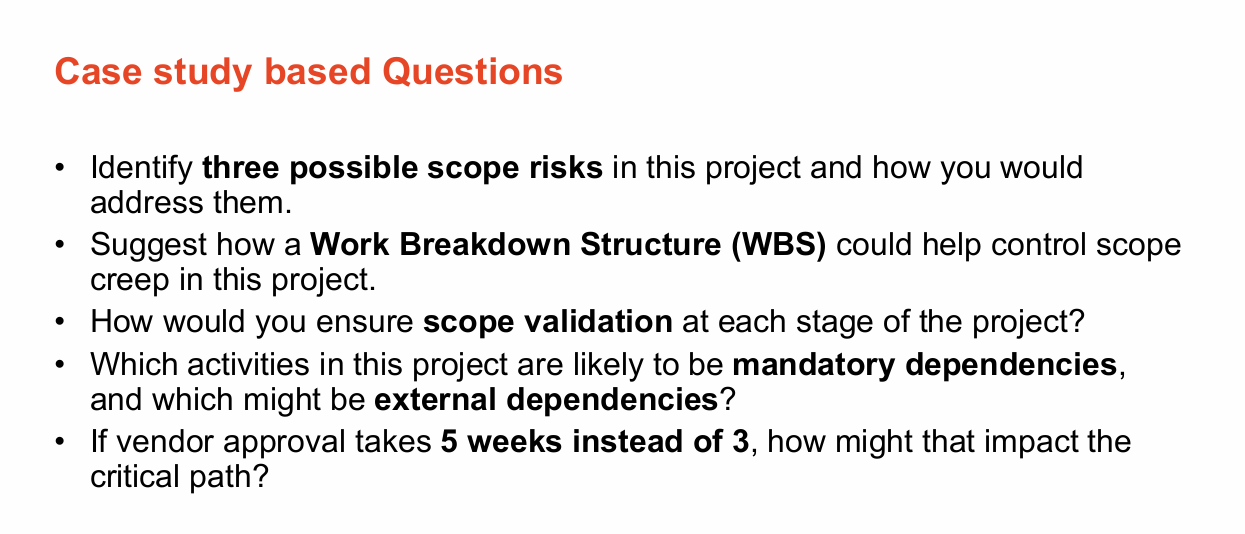 Case study based Questions
• Identify three possible scope risks in this project and how you would
address them.
• Suggest how a Work Breakdown Structure (WBS) could help control scope
creep in this project.
• How would you ensure scope validation at each stage of the project?
• Which activities in this project are likely to be mandatory dependencies,
and which might be external dependencies?
• If vendor approval takes 5 weeks instead of 3, how might that impact the
critical path?